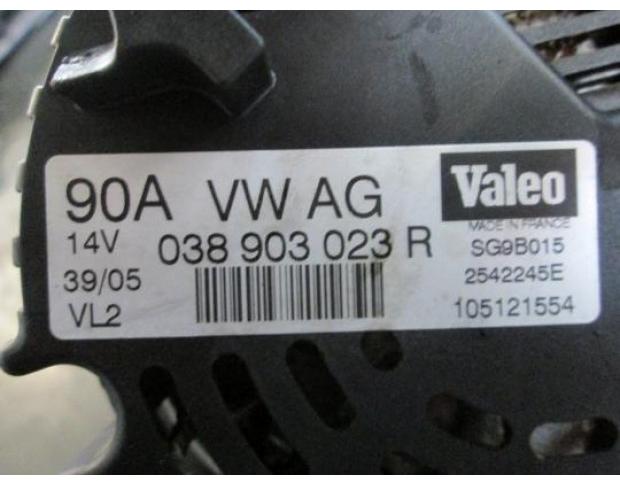 90A VW AG
Valeo
MADE IN FRANCE
14V 038 903 023 R
SG9B015
39/05
2542245E
VL2
105121554